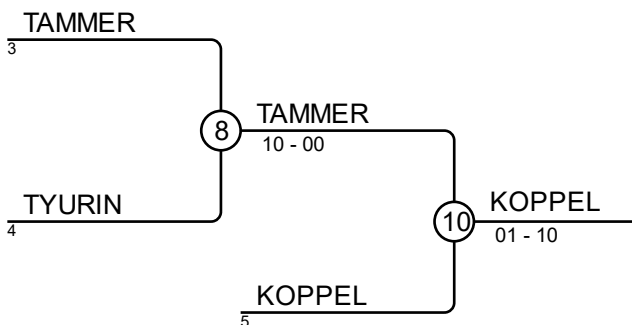 TAMMER
3
8
TAMMER
10 - 00
TYURIN
4
10
KOPPEL
01 - 10
KOPPEL
5